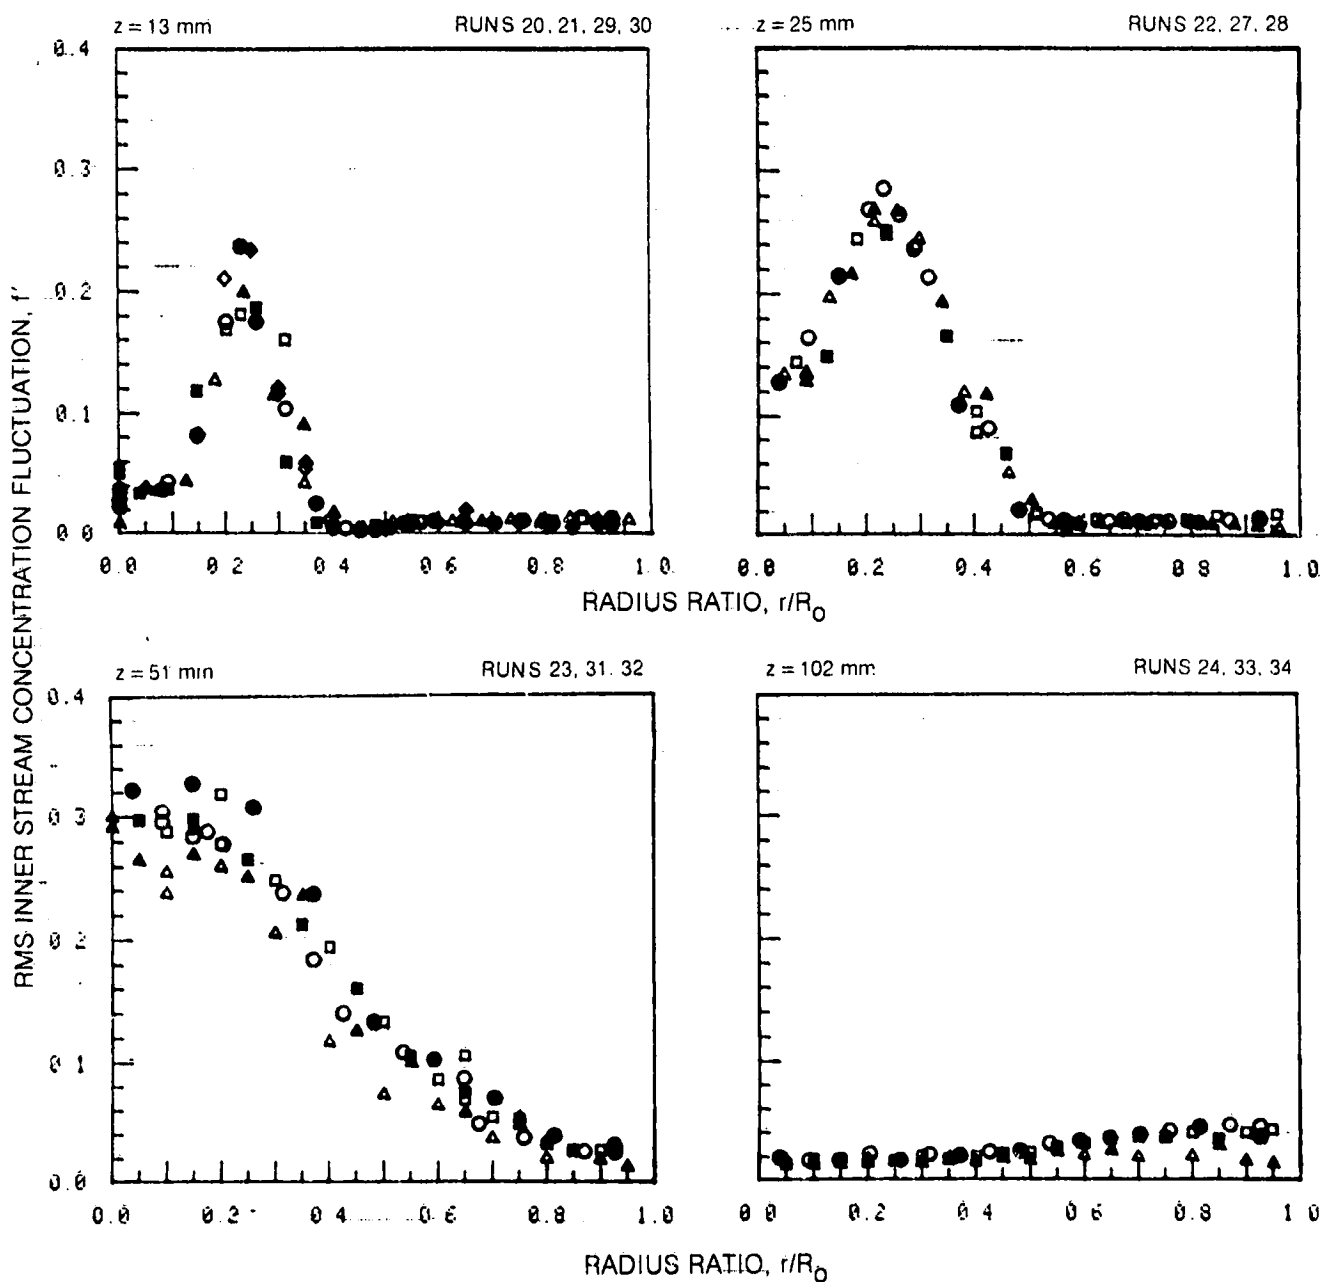 z = 13 mm RUNS 20, 21, 29, 30
z = 25 mm RUNS 22, 27, 28
0.4
0.3
0.2
0.1
0.0
0.0 0.2 0.4 0.6 0.8 1.0
0.0 0.2 0.4 0.6 0.8 1.0
RADIUS RATIO, r/Ro
RMS INNER STREAM CONCENTRATION FLUCTUATION, f'
z = 51 mm RUNS 23, 31, 32
z = 102 mm RUNS 24, 33, 34
0.4
0.3
0.2
0.1
0.0
0.0 0.2 0.4 0.6 0.8 1.0
0.0 0.2 0.4 0.6 0.8 1.0
RADIUS RATIO, r/Ro